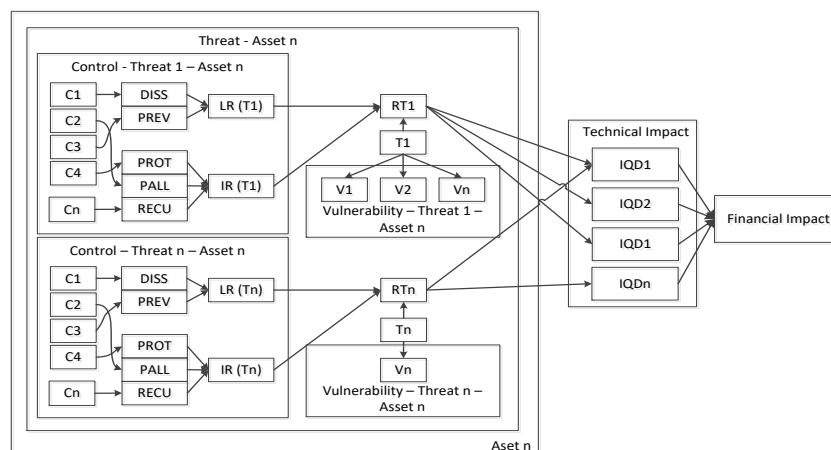 Threat - Asset n
Control - Threat 1 – Asset n
C1
C2
C3
C4
Cn
DISS
PREV
PROT
PALL
RECU
LR (T1)
IR (T1)
RT1
T1
V1
V2
Vn
Vulnerability – Threat 1 –
Asset n
Control – Threat n – Asset n
C1
C2
C3
C4
Cn
DISS
PREV
PROT
PALL
RECU
LR (Tn)
IR (Tn)
RTn
Tn
Vn
Vulnerability – Threat n –
Asset n
Aset n
Technical Impact
IQD1
IQD2
IQD1
IQDn
Financial Impact